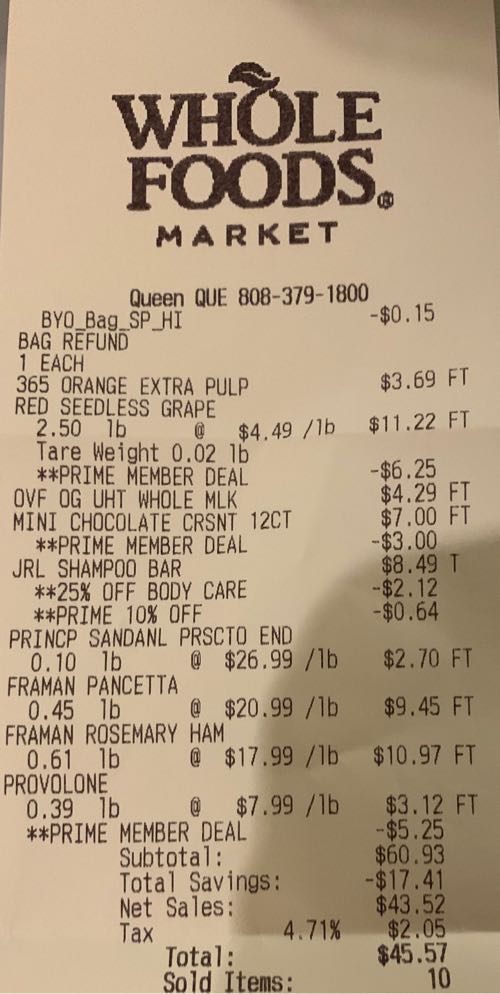 WHOLE
FOODS®
MARKET
Queen QUE 808-379-1800
BYO_Bag_SP_HI -$0.15
BAG REFUND
1 EACH
365 ORANGE EXTRA PULP $3.69 FT
RED SEEDLESS GRAPE
2.50 lb @ $4.49 /lb $11.22 FT
Tare Weight 0.02 lb
**PRIME MEMBER DEAL -$6.25
OVF OG UHT WHOLE MLK $4.29 FT
MINI CHOCOLATE CRSNT 12CT $7.00 FT
**PRIME MEMBER DEAL -$3.00
JRL SHAMPOO BAR $8.49 T
**25% OFF BODY CARE -$2.12
**PRIME 10% OFF -$0.64
PRINCP SANDANL PRSCTO END
0.10 lb @ $26.99 /lb $2.70 FT
FRAMAN PANCETTA
0.45 lb @ $20.99 /lb $9.45 FT
FRAMAN ROSEMARY HAM
0.61 lb @ $17.99 /lb $10.97 FT
PROVOLONE
0.39 lb @ $7.99 /lb $3.12 FT
**PRIME MEMBER DEAL -$5.25
Subtotal: $60.93
Total Savings: -$17.41
Net Sales: $43.52
Tax 4.71% $2.05
Total: $45.57
Sold Items: 10